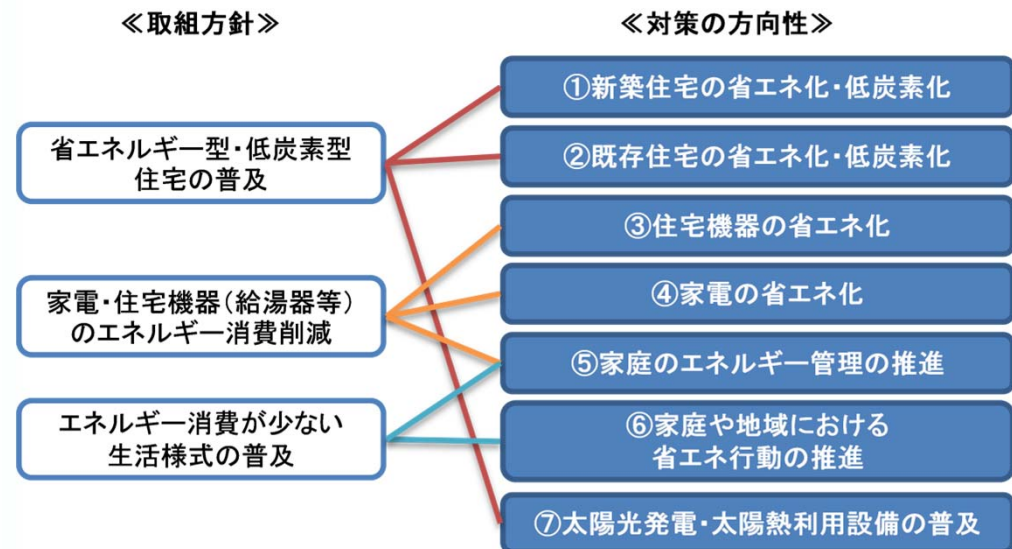 ≪取組方針≫
≪対策の方向性≫
省エネルギー型・低炭素型
住宅の普及
家電・住宅機器(給湯器等)
のエネルギー消費削減
エネルギー消費が少ない
生活様式の普及
①新築住宅の省エネ化・低炭素化
②既存住宅の省エネ化・低炭素化
③住宅機器の省エネ化
④家電の省エネ化
⑤家庭のエネルギー管理の推進
⑥家庭や地域における
省エネ行動の推進
⑦太陽光発電・太陽熱利用設備の普及